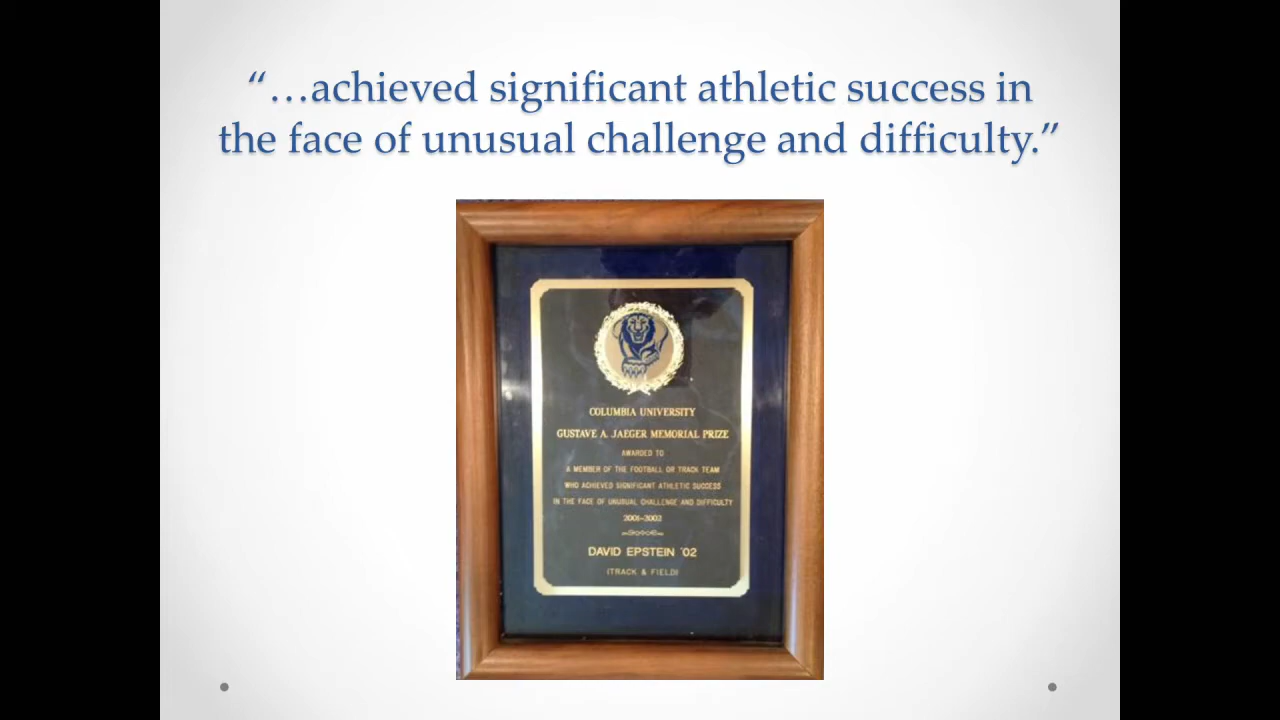 “…achieved significant athletic success in
the face of unusual challenge and difficulty.”
COLUMBIA UNIVERSITY
GUSTAVE A. JAEGER MEMORIAL PRIZE
AWARDED TO
A MEMBER OF THE FOOTBALL OR TRACK TEAM
WHO ACHIEVED SIGNIFICANT ATHLETIC SUCCESS
IN THE FACE OF UNUSUAL CHALLENGE AND DIFFICULTY
2001-2002
DAVID EPSTEIN '02
(TRACK & FIELD)